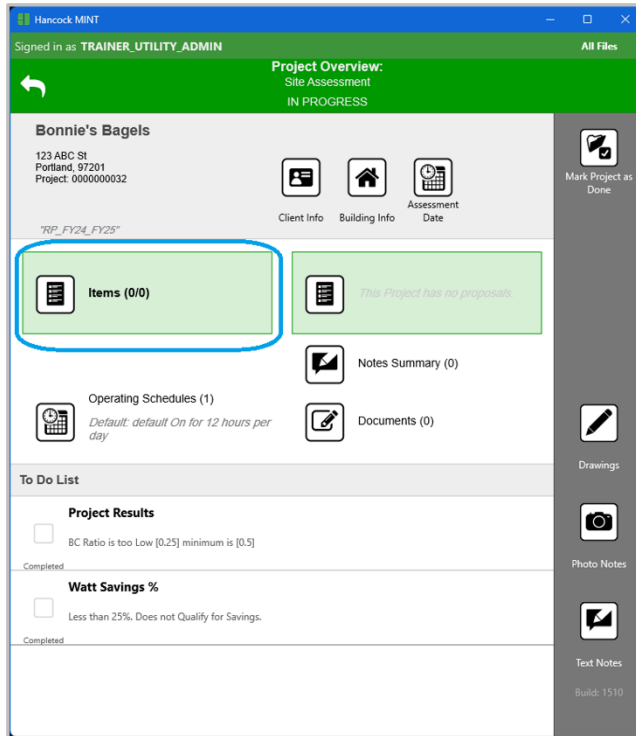 Hancock MINT
Signed in as TRAINER_UTILITY_ADMIN
All Files
Project Overview:
Site Assessment
IN PROGRESS
Bonnie's Bagels
123 ABC St
Portland, 97201
Project: 0000000032
"RP_FY24_FY25"
Client Info
Building Info
Assessment
Date
Mark Project as
Done
Items (0/0)
This Project has no proposals.
Notes Summary (0)
Operating Schedules (1)
Default: default On for 12 hours per
day
Documents (0)
To Do List
Project Results
BC Ratio is too Low [0.25] minimum is [0.5]
Completed
Watt Savings %
Less than 25%. Does not Qualify for Savings.
Completed
Drawings
Photo Notes
Text Notes
Build: 1510